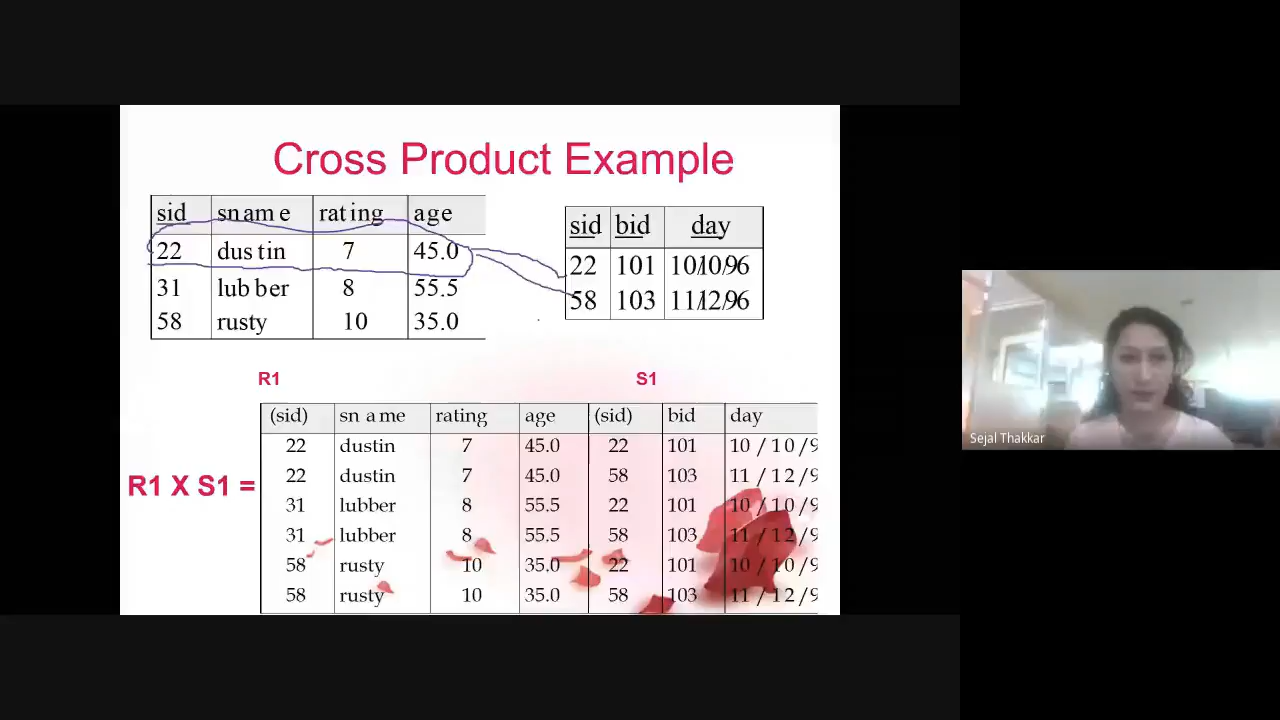 Cross Product Example
sid sname rating age
22 dustin 7 45.0
31 lubber 8 55.5
58 rusty 10 35.0
sid bid day
22 101 10/10/96
58 103 11/12/96
R1
S1
R1 X S1 =
(sid) sname rating age (sid) bid day
22 dustin 7 45.0 22 101 10/10/9
22 dustin 7 45.0 58 103 11/12/9
31 lubber 8 55.5 22 101 10/10/9
31 lubber 8 55.5 58 103 11/12/9
58 rusty 10 35.0 22 101 10/10/9
58 rusty 10 35.0 58 103 11/12/9
Sejal Thakkar